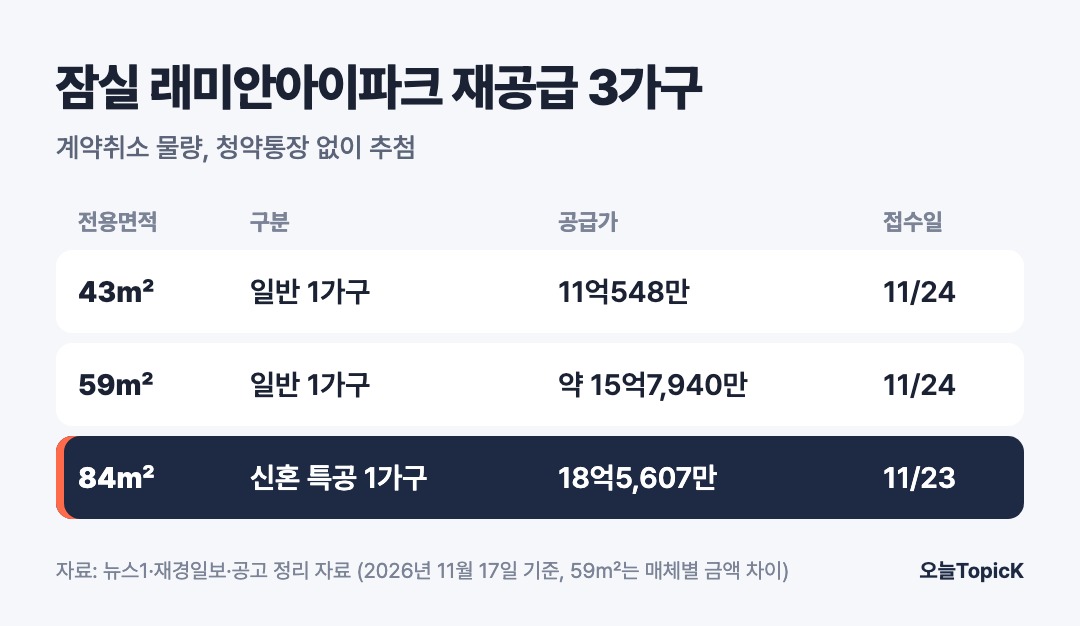 잠실 래미안아이파크 재공급 3가구
계약취소 물량, 청약통장 없이 추첨
전용면적 구분 공급가 접수일
43m² 일반 1가구 11억548만 11/24
59m² 일반 1가구 약 15억7,940만 11/24
84m² 신혼 특공 1가구 18억5,607만 11/23
자료: 뉴스1·재경일보·공고 정리 자료 (2026년 11월 17일 기준, 59m²는 매체별 금액 차이) 오늘TopicK